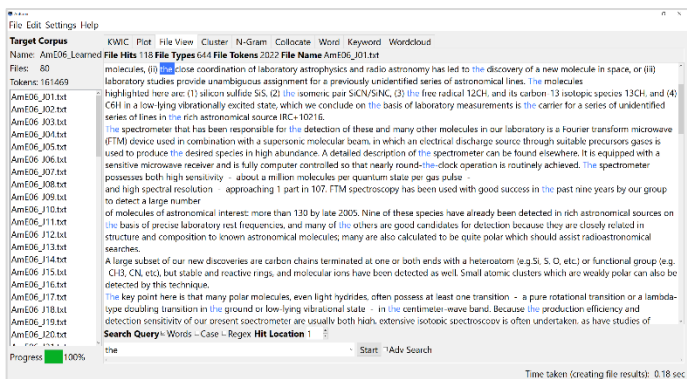 AntConc
File Edit Settings Help
Target Corpus
Name: AmE06_Learned
Files: 80
Tokens: 161469
AmE06_J01.txt
AmE06_J02.txt
AmE06_J03.txt
AmE06_J04.txt
AmE06_J05.txt
AmE06_J06.txt
AmE06_J07.txt
AmE06_J08.txt
AmE06_J09.txt
AmE06_J10.txt
AmE06_J11.txt
AmE06_J12.txt
AmE06_J13.txt
AmE06_J14.txt
AmE06_J15.txt
AmE06_J16.txt
AmE06_J17.txt
AmE06_J18.txt
AmE06_J19.txt
AmE06_J20.txt
Progress 100%
KWIC Plot File View Cluster N-Gram Collocate Word Keyword Wordcloud
File Hits 118 File Types 644 File Tokens 2022 File Name AmE06_J01.txt
molecules, (ii) the close coordination of laboratory astrophysics and radio astronomy has led to the discovery of a new molecule in space, or (iii)
laboratory studies provide unambiguous assignment for a previously unidentified series of astronomical lines. The molecules
highlighted here are: (1) silicon sulfide SiS, (2) the isomeric pair SiCN/SiNC, (3) the free radical 12CH, and its carbon-13 isotopic species 13CH, and (4)
C6H in a low-lying vibrationally excited state, which we conclude on the basis of laboratory measurements is the carrier for a series of unidentified
series of lines in the rich astronomical source IRC+10216.
The spectrometer that has been responsible for the detection of these and many other molecules in our laboratory is a Fourier transform microwave
(FTM) device used in combination with a supersonic molecular beam, in which an electrical discharge source through suitable precursors gases is
used to produce the desired species in high abundance. A detailed description of the spectrometer can be found elsewhere. It is equipped with a
sensitive microwave receiver and is fully computer controlled so that nearly round-the-clock operation is routinely achieved. The spectrometer
possesses both high sensitivity - about a million molecules per quantum state per gas pulse -
and high spectral resolution - approaching 1 part in 107. FTM spectroscopy has been used with good success in the past nine years by our group
to detect a large number
of molecules of astronomical interest: more than 130 by late 2005. Nine of these species have already been detected in rich astronomical sources on
the basis of precise laboratory rest frequencies, and many of the others are good candidates for detection because they are closely related in
structure and composition to known astronomical molecules; many are also calculated to be quite polar which should assist radioastronomical
searches.
A large subset of our new discoveries are carbon chains terminated at one or both ends with a heteroatom (e.g.Si, S, O, etc.) or functional group (e.g.
CH3, CN, etc), but stable and reactive rings, and molecular ions have been detected as well. Small atomic clusters which are weakly polar can also be
detected by this technique.
The key point here is that many polar molecules, even light hydrides, often possess at least one transition - a pure rotational transition or a lambda-
type doubling transition in the ground or low-lying vibrational state - in the centimeter-wave band. Because the production efficiency and
detection sensitivity of our present spectrometer are usually both high, extensive isotopic spectroscopy is often undertaken, as have studies of
Search Query Words Case Regex Hit Location 1
the Start Adv Search
Time taken (creating file results): 0.18 sec